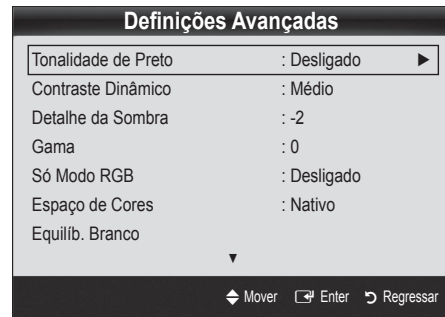 Definições Avançadas
Tonalidade de Preto : Desligado ►
Contraste Dinâmico : Médio
Detalhe da Sombra : -2
Gama : 0
Só Modo RGB : Desligado
Espaço de Cores : Nativo
Equilíb. Branco
▼
Mover Enter Regressar